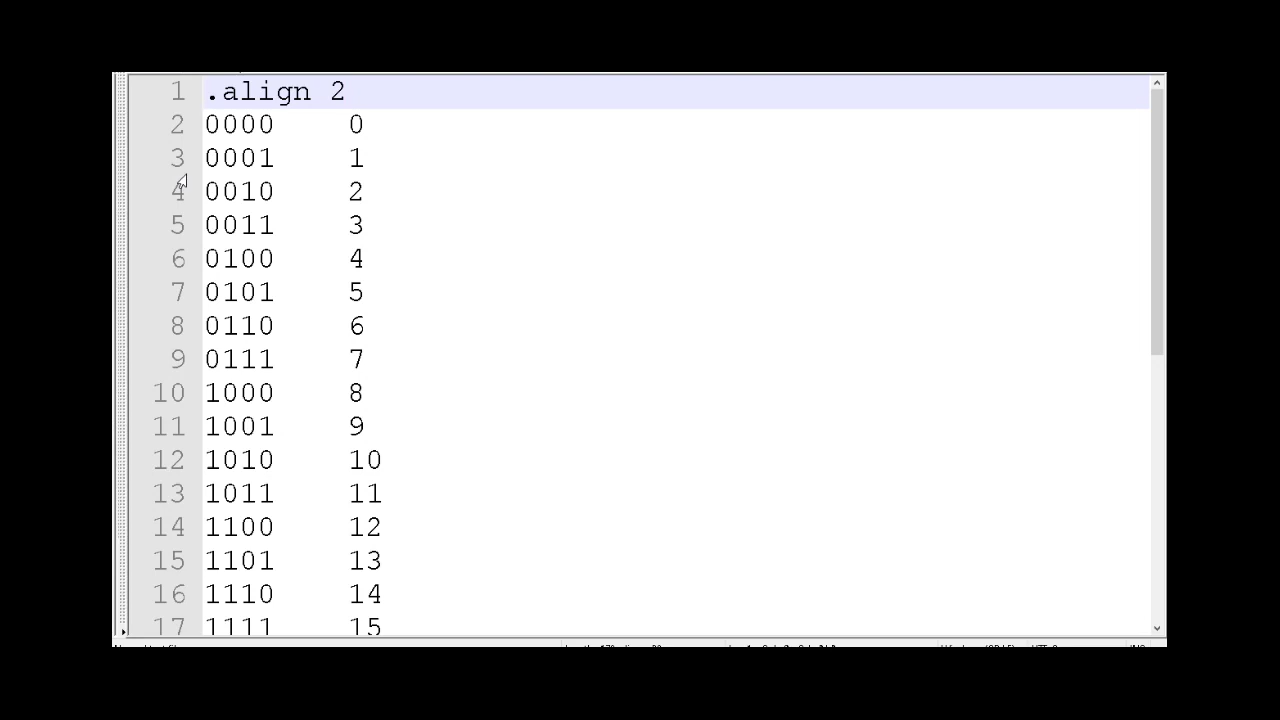 1 .align 2
2 0000 0
3 0001 1
4 0010 2
5 0011 3
6 0100 4
7 0101 5
8 0110 6
9 0111 7
10 1000 8
11 1001 9
12 1010 10
13 1011 11
14 1100 12
15 1101 13
16 1110 14
17 1111 15